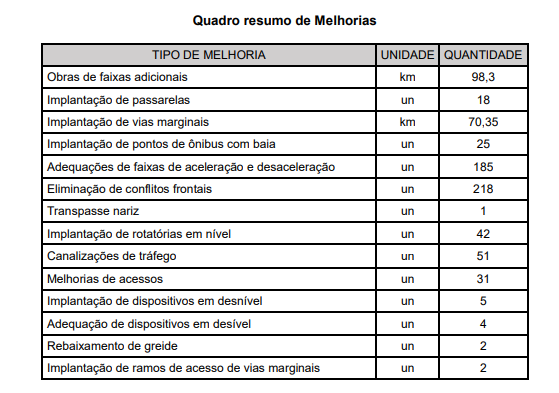 Quadro resumo de Melhorias
TIPO DE MELHORIA UNIDADE QUANTIDADE
Obras de faixas adicionais km 98,3
Implantação de passarelas un 18
Implantação de vias marginais km 70,35
Implantação de pontos de ônibus com baia un 25
Adequações de faixas de aceleração e desaceleração un 185
Eliminação de conflitos frontais un 218
Transpasse nariz un 1
Implantação de rotatórias em nível un 42
Canalizações de tráfego un 51
Melhorias de acessos un 31
Implantação de dispositivos em desnível un 5
Adequação de dispositivos em desível un 4
Rebaixamento de greide un 2
Implantação de ramos de acesso de vias marginais un 2